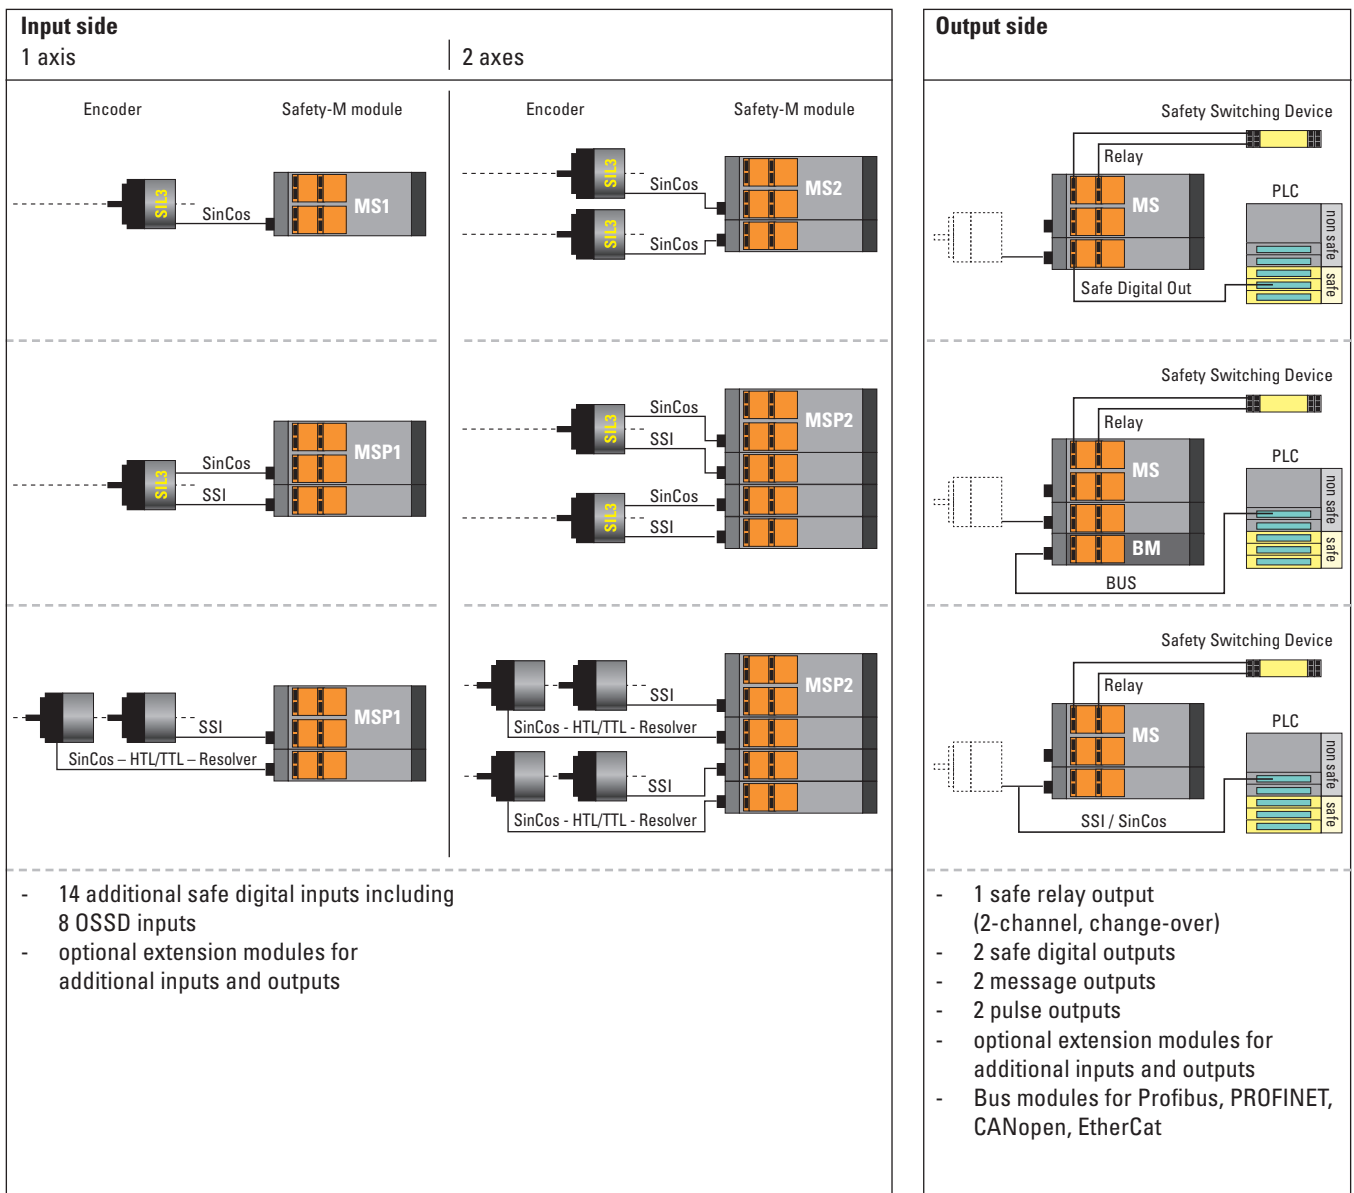 Input side
1 axis
2 axes
Encoder
Safety-M module
SIL3
SinCos
MS1
Encoder
Safety-M module
SIL3
SinCos
SIL3
SinCos
MS2
SIL3
SinCos
SSI
MSP1
SIL3
SinCos
SSI
SIL3
SinCos
SSI
MSP2
SSI
SinCos – HTL/TTL – Resolver
MSP1
SSI
SinCos - HTL/TTL - Resolver
SSI
SinCos - HTL/TTL - Resolver
MSP2
- 14 additional safe digital inputs including
8 OSSD inputs
- optional extension modules for
additional inputs and outputs
Output side
Safety Switching Device
Relay
MS
PLC
non safe
safe
Safe Digital Out
Safety Switching Device
Relay
MS
BM
PLC
non safe
safe
BUS
Safety Switching Device
Relay
MS
PLC
non safe
safe
SSI / SinCos
- 1 safe relay output
(2-channel, change-over)
- 2 safe digital outputs
- 2 message outputs
- 2 pulse outputs
- optional extension modules for
additional inputs and outputs
- Bus modules for Profibus, PROFINET,
CANopen, EtherCat